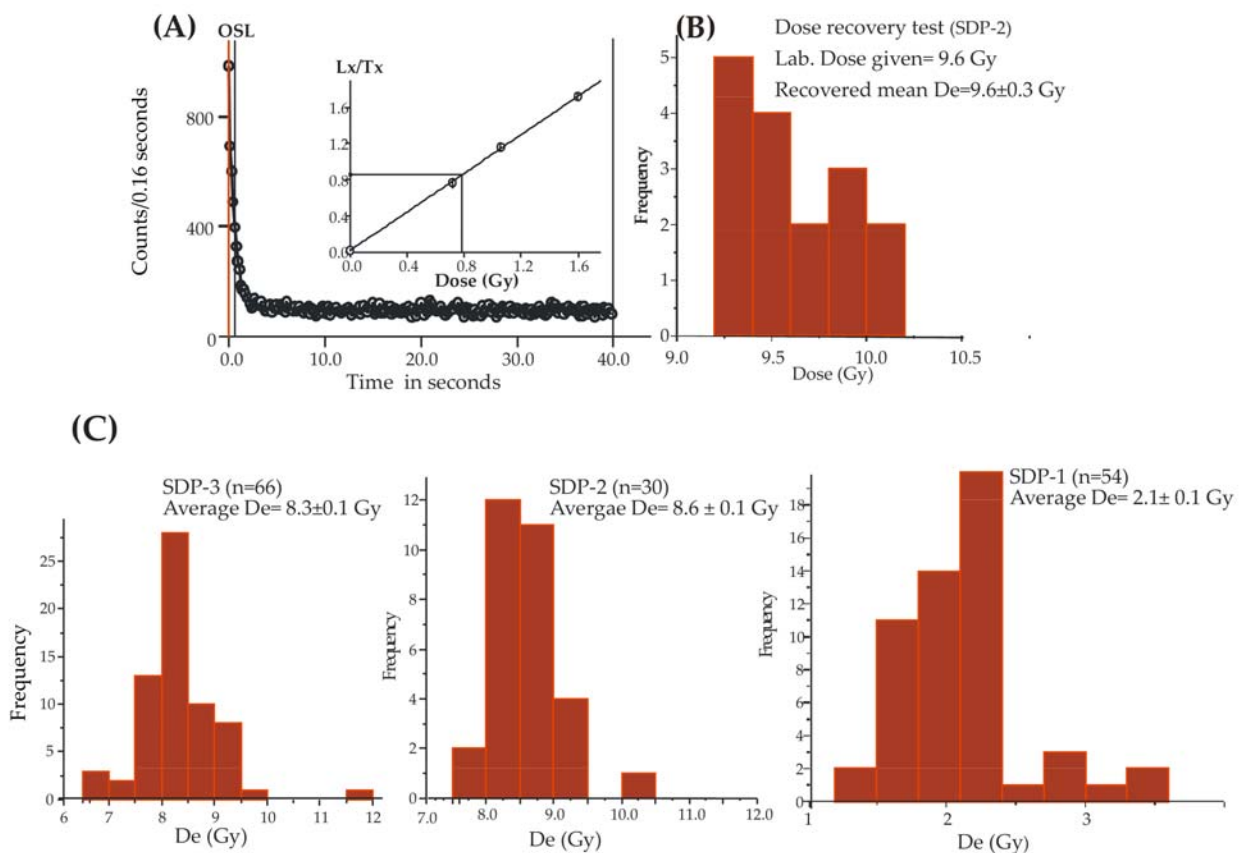 (A)
OSL
800
400
0
Counts/0.16 seconds
0.0 10.0 20.0 30.0 40.0
Time in seconds
Lx/Tx
1.6
1.2
0.8
0.4
0.0
0.0 0.4 0.8 1.2 1.6
Dose (Gy)
(B)
Dose recovery test (SDP-2)
Lab. Dose given= 9.6 Gy
Recovered mean De=9.6±0.3 Gy
5
4
3
2
1
0
Frequency
9.0 9.5 10.0 10.5
Dose (Gy)
(C)
SDP-3 (n=66)
Average De= 8.3±0.1 Gy
25
20
15
10
5
0
Frequency
6 7 8 9 10 11 12
De (Gy)
SDP-2 (n=30)
Avergae De= 8.6 ± 0.1 Gy
12
10
8
6
4
2
0
Frequency
7.0 8.0 9.0 10.0 11.0 12.0
De (Gy)
SDP-1 (n=54)
Average De= 2.1± 0.1 Gy
18
16
14
12
10
8
6
4
2
0
Frequency
1 2 3
De (Gy)